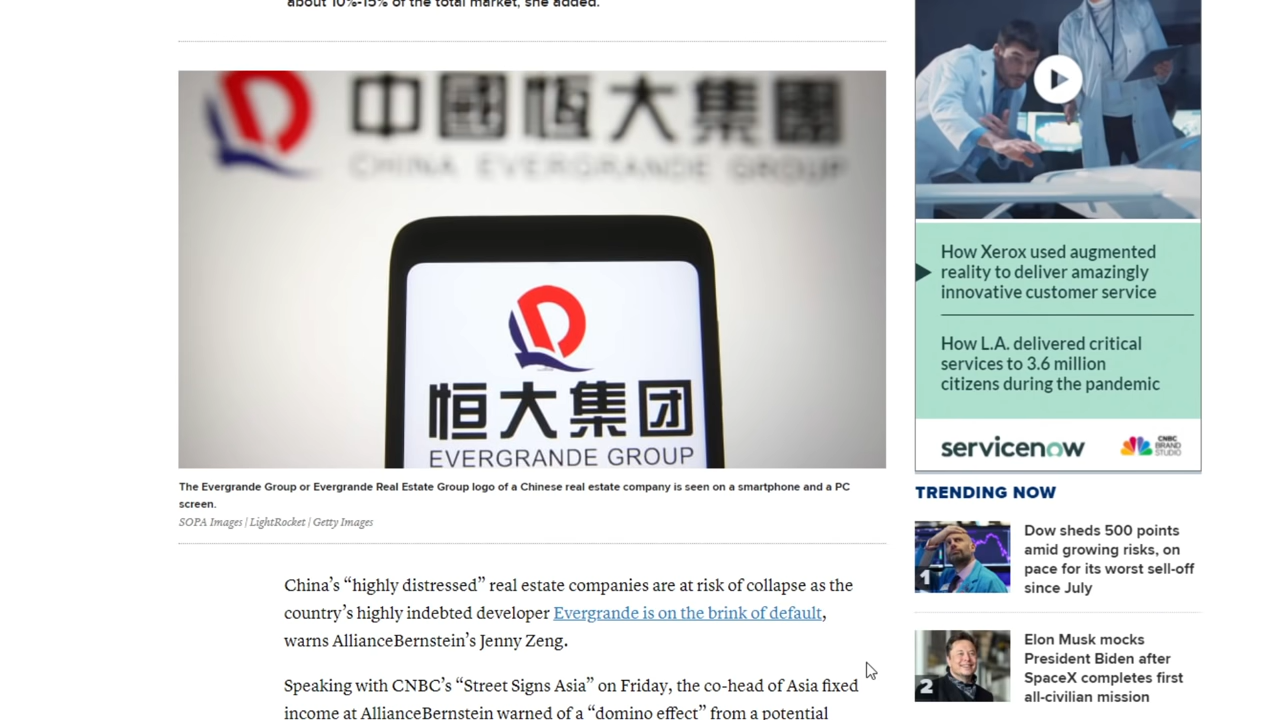 about 10%-15% of the total market, she added.
中國恆大集團
CHINA EVERGRANDE GROUP
恒大集团
EVERGRANDE GROUP
The Evergrande Group or Evergrande Real Estate Group logo of a Chinese real estate company is seen on a smartphone and a PC
screen.
SOPA Images | LightRocket | Getty Images
China’s “highly distressed” real estate companies are at risk of collapse as the
country’s highly indebted developer Evergrande is on the brink of default,
warns AllianceBernstein’s Jenny Zeng.
Speaking with CNBC’s “Street Signs Asia” on Friday, the co-head of Asia fixed
income at AllianceBernstein warned of a “domino effect” from a potential
How Xerox used augmented
reality to deliver amazingly
innovative customer service
How L.A. delivered critical
services to 3.6 million
citizens during the pandemic
servicenow
CNBC
BRAND
STUDIO
TRENDING NOW
1
Dow sheds 500 points
amid growing risks, on
pace for its worst sell-off
since July
2
Elon Musk mocks
President Biden after
SpaceX completes first
all-civilian mission